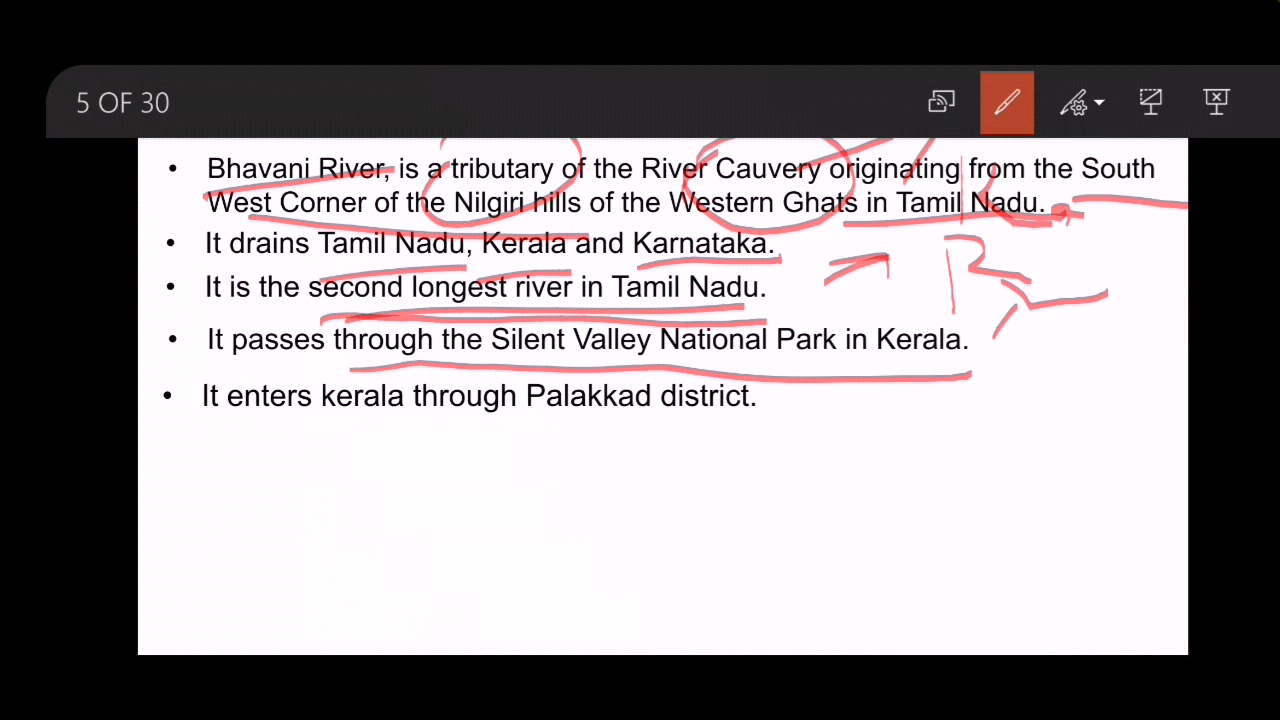 5 OF 30
• Bhavani River, is a tributary of the River Cauvery originating from the South
West Corner of the Nilgiri hills of the Western Ghats in Tamil Nadu.
• It drains Tamil Nadu, Kerala and Karnataka.
• It is the second longest river in Tamil Nadu.
• It passes through the Silent Valley National Park in Kerala.
• It enters kerala through Palakkad district.